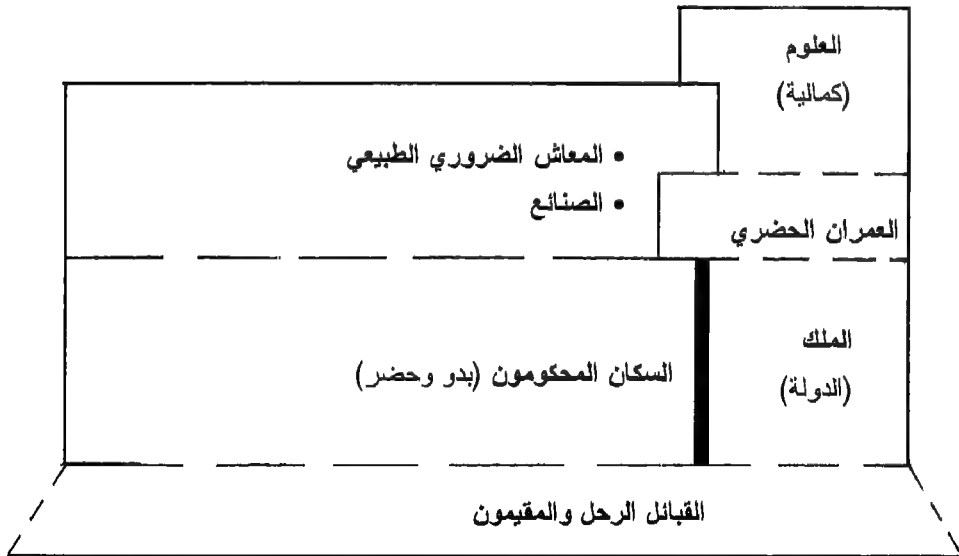 العلوم
(كمالية)
• المعاش الضروري الطبيعي
• الصنائع
العمران الحضري
الملك
(الدولة)
السكان المحكومون (بدو وحضر)
القبائل الرحل والمقيمون